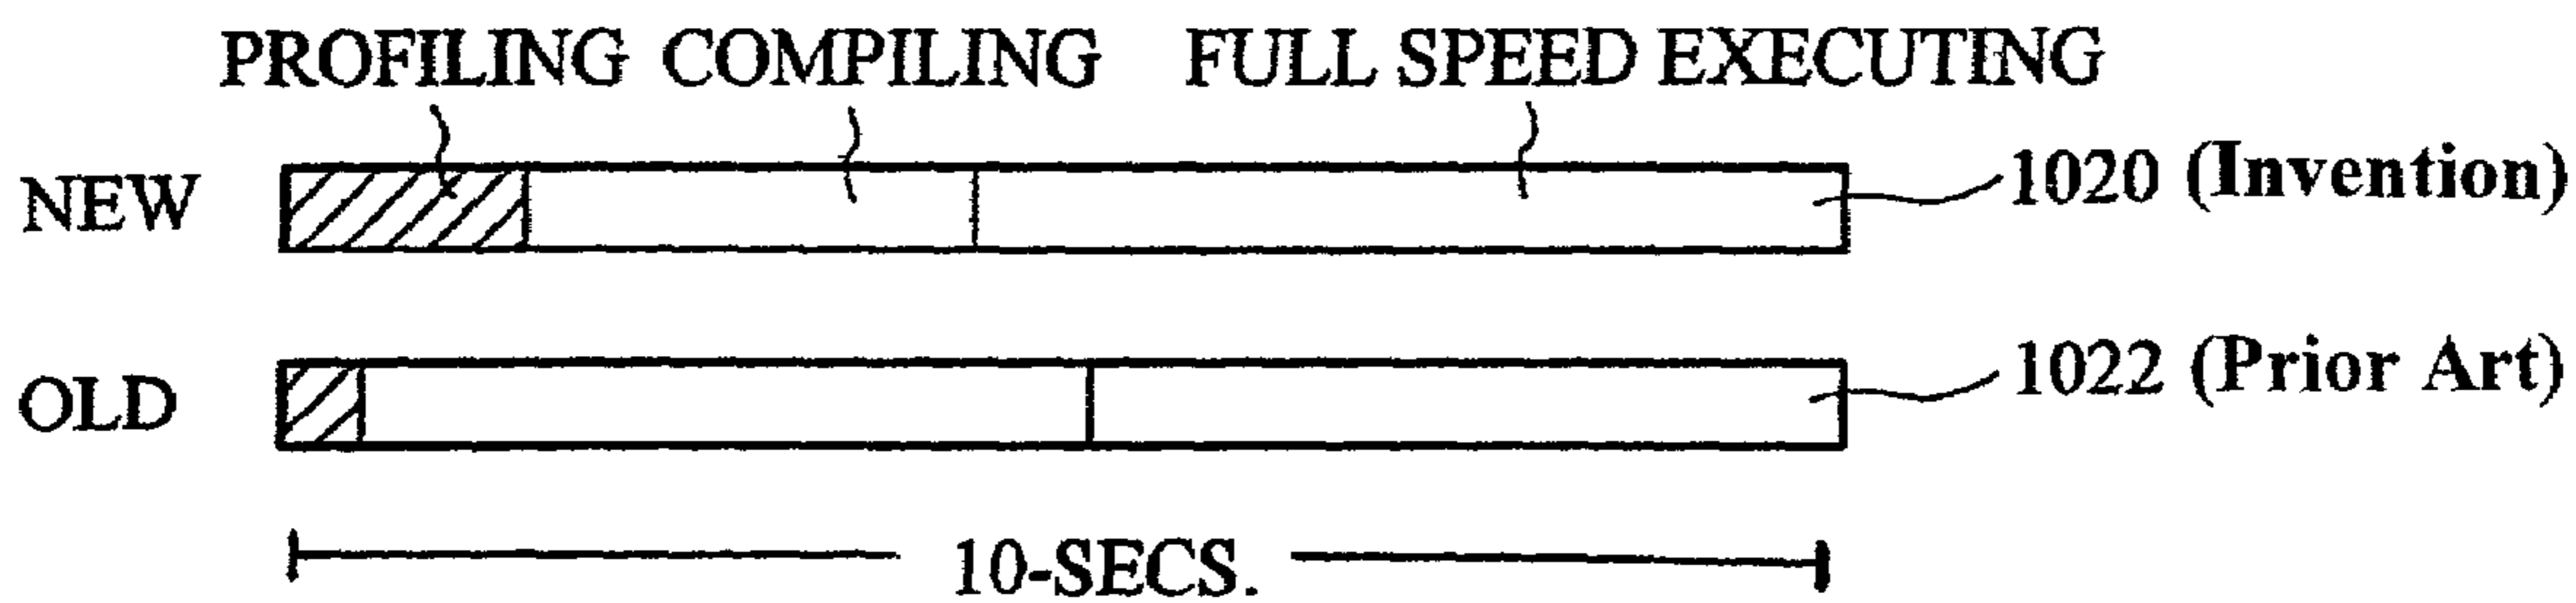 PROFILING COMPILING FULL SPEED EXECUTING
NEW 1020 (Invention)
OLD 1022 (Prior Art)
10-SECS.